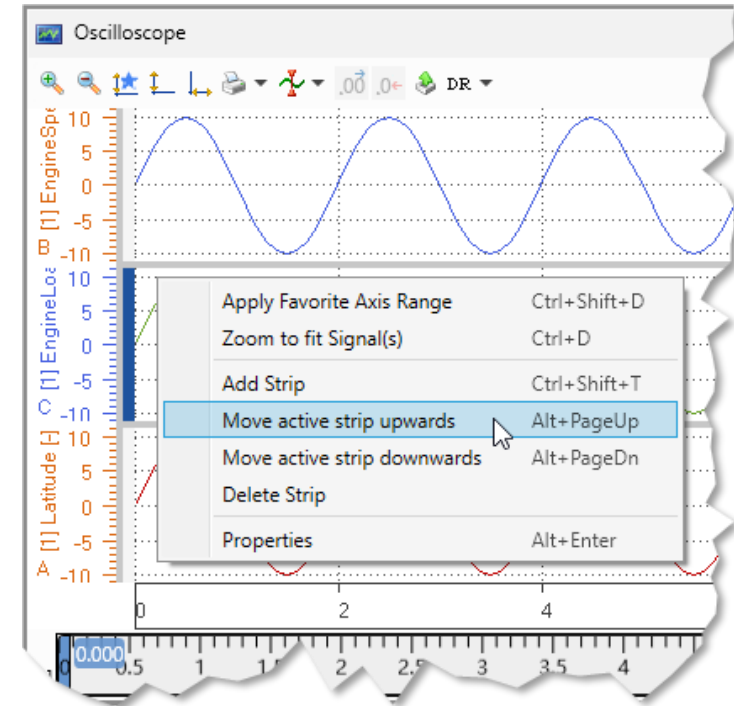 Oscilloscope
DR
B [1] EngineSpe
10
5
0
-5
-10
C [1] EngineLoa
10
5
0
-5
-10
A [1] Latitude [-]
10
5
0
-5
-10
Apply Favorite Axis Range Ctrl+Shift+D
Zoom to fit Signal(s) Ctrl+D
Add Strip Ctrl+Shift+T
Move active strip upwards Alt+PageUp
Move active strip downwards Alt+PageDn
Delete Strip
Properties Alt+Enter
0 2 4
0 0.000 0.5 1 2 3 3.5 4